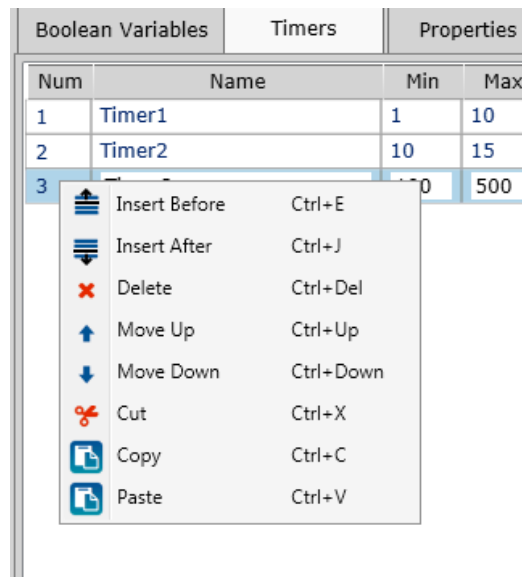 Boolean Variables Timers Properties
Num Name Min Max
1 Timer1 1 10
2 Timer2 10 15
3 500
Insert Before Ctrl+E
Insert After Ctrl+J
Delete Ctrl+Del
Move Up Ctrl+Up
Move Down Ctrl+Down
Cut Ctrl+X
Copy Ctrl+C
Paste Ctrl+V